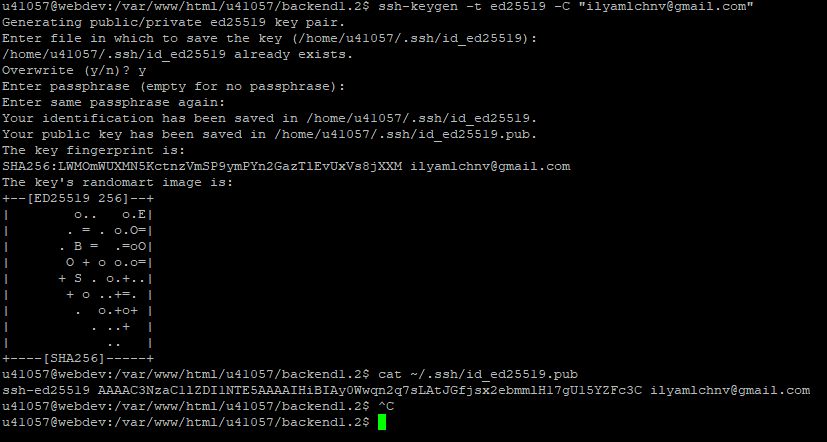 u41057@webdev:/var/www/html/u41057/backend1.2$ ssh-keygen -t ed25519 -C "ilyamlchnv@gmail.com"
Generating public/private ed25519 key pair.
Enter file in which to save the key (/home/u41057/.ssh/id_ed25519):
/home/u41057/.ssh/id_ed25519 already exists.
Overwrite (y/n)? y
Enter passphrase (empty for no passphrase):
Enter same passphrase again:
Your identification has been saved in /home/u41057/.ssh/id_ed25519.
Your public key has been saved in /home/u41057/.ssh/id_ed25519.pub.
The key fingerprint is:
SHA256:LWMOmWUXMN5KctnzVmSP9ympPYn2GazTlEvUxVs8jXXM ilyamlchnv@gmail.com
The key's randomart image is:
+--[ED25519 256]--+
|        o..   o.E|
|       . = . o.O=|
|      . B =  .=oO|
|       O + o o.o=|
|      + S . o.+..|
|       + o ..+=. |
|        .  o.+o+ |
|          . ..+  |
|            ..   |
+----[SHA256]-----+
u41057@webdev:/var/www/html/u41057/backend1.2$ cat ~/.ssh/id_ed25519.pub
ssh-ed25519 AAAAC3NzaC1lZDI1NTE5AAAAIHiBIAy0Wwqn2q7sLAtJGfjsx2ebmmlH17gU15YZFc3C ilyamlchnv@gmail.com
u41057@webdev:/var/www/html/u41057/backend1.2$ ^C
u41057@webdev:/var/www/html/u41057/backend1.2$